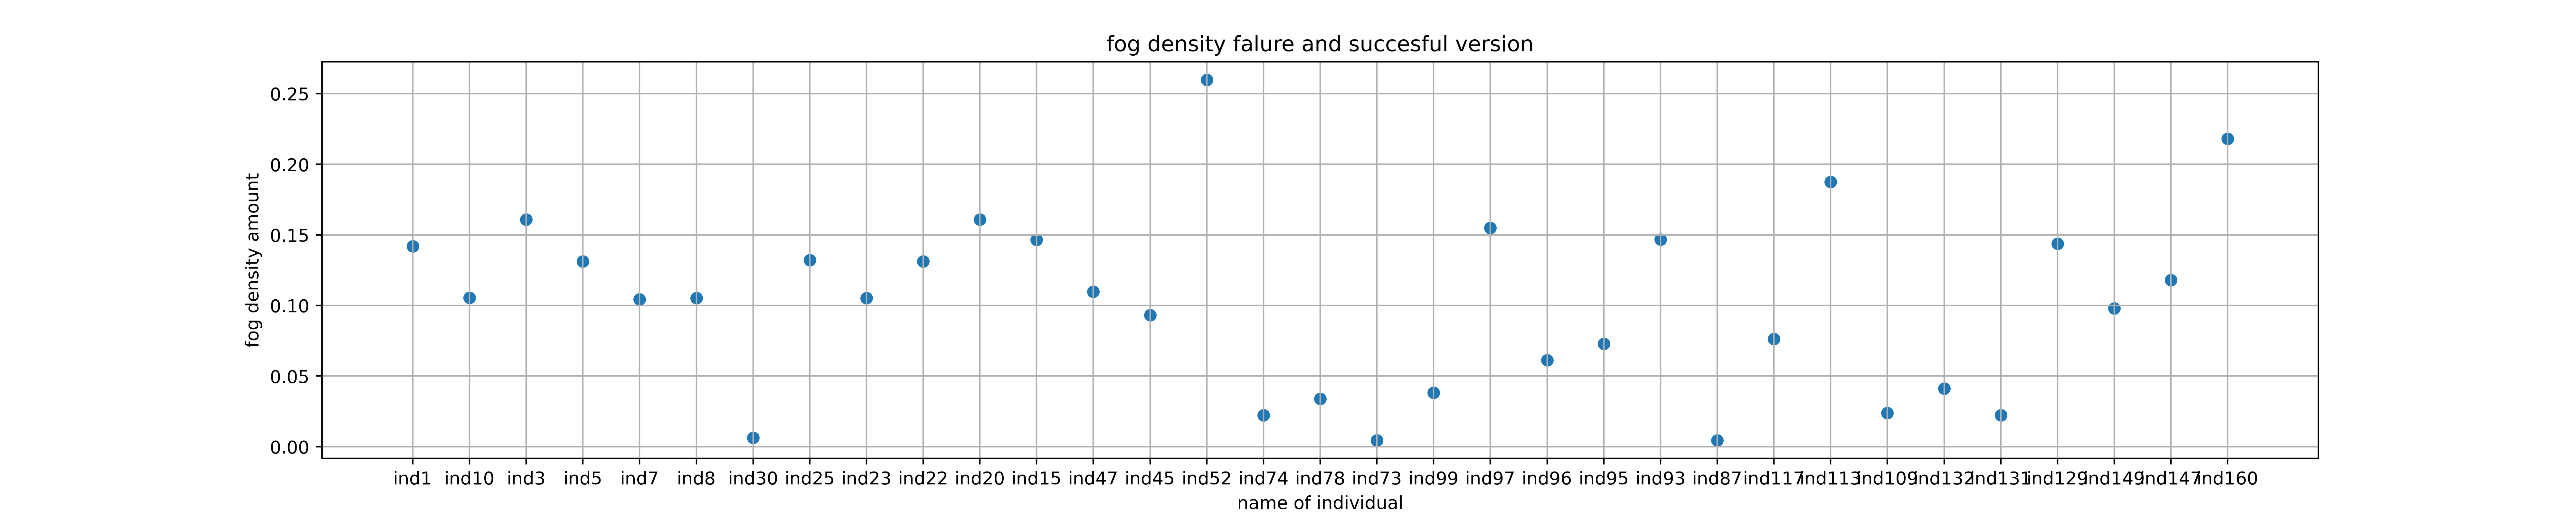 fog density falure and succesful version
0.25
0.20
0.15
0.10
0.05
0.00
fog density amount
ind1 ind10 ind3 ind5 ind7 ind8 ind30 ind25 ind23 ind22 ind20 ind15 ind47 ind45 ind52 ind74 ind78 ind73 ind99 ind97 ind96 ind95 ind93 ind87 ind117 ind113 ind109 ind132 ind131 ind129 ind149 ind147 ind160
name of individual